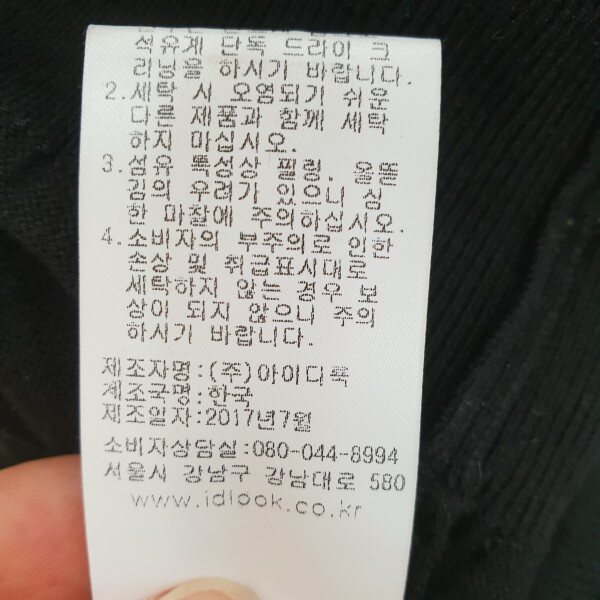 석유계 단독 드라이 크
리닝을 하시기 바랍니다.
2.세탁 시 오염되기 쉬운
다른 제품과 함께 세탁
하지 마십시오.
3.섬유 특성상 필링, 올뜯
김의 우려가 있으니 심
한 마찰에 주의하십시오.
4.소비자의 부주의로 인한
손상 및 취급표시대로
세탁하지 않는 경우 보
상이 되지 않으니 주의
하시기 바랍니다.
제조자명:(주)아이디룩
제조국명:한국
제조일자:2017년7월
소비자상담실:080-044-8994
서울시 강남구 강남대로 580
www.idlook.co.kr